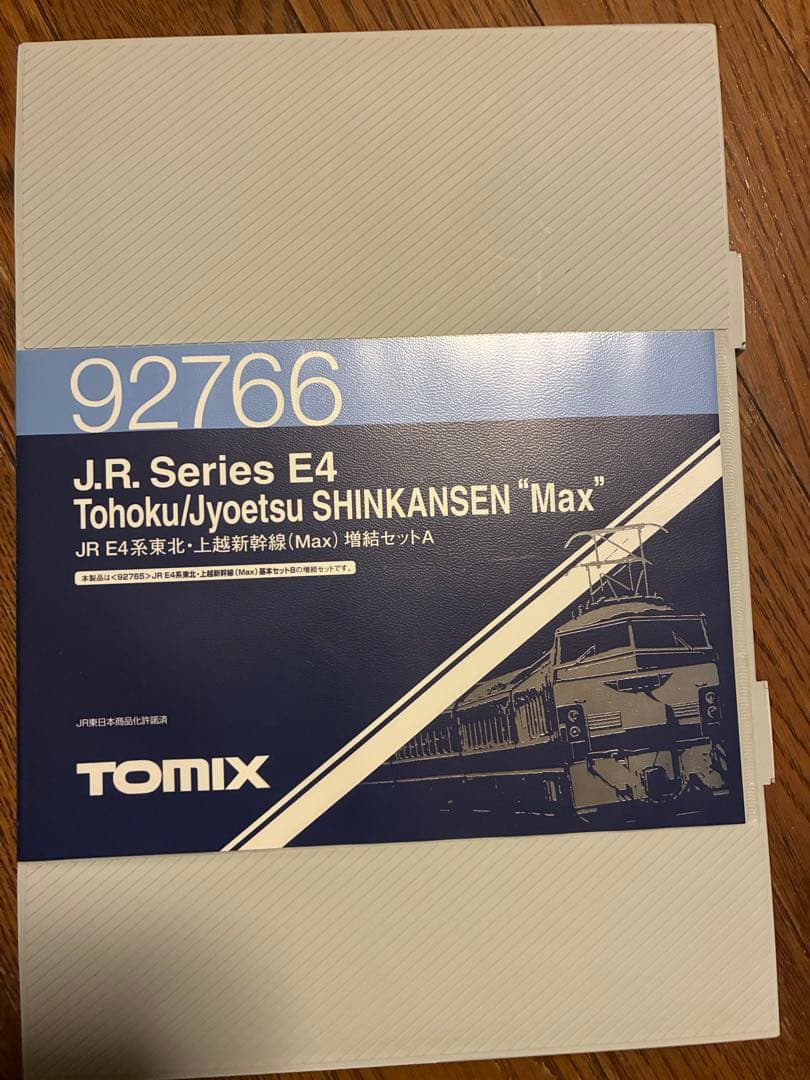 92766
J.R. Series E4
Tohoku/Jyoetsu SHINKANSEN “Max”
JR E4系東北・上越新幹線(Max) 増結セットA
本製品は<92765>JR E4系東北・上越新幹線(Max)基本セットBの増結セットです。
JR東日本商品化許諾済
TOMIX